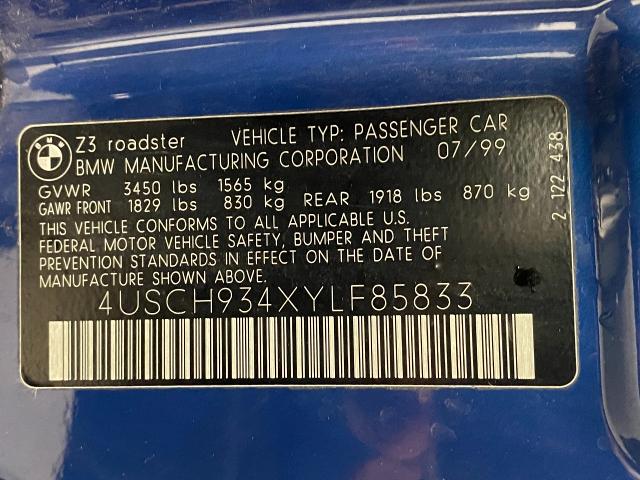 BMW
Z3 roadster VEHICLE TYP: PASSENGER CAR
BMW MANUFACTURING CORPORATION 07/99
GVWR 3450 lbs 1565 kg
GAWR FRONT 1829 lbs 830 kg REAR 1918 lbs 870 kg
THIS VEHICLE CONFORMS TO ALL APPLICABLE U.S.
FEDERAL MOTOR VEHICLE SAFETY, BUMPER AND THEFT
PREVENTION STANDARDS IN EFFECT ON THE DATE OF
MANUFACTURE SHOWN ABOVE.
4USCH934XYLF85833
2 122 438